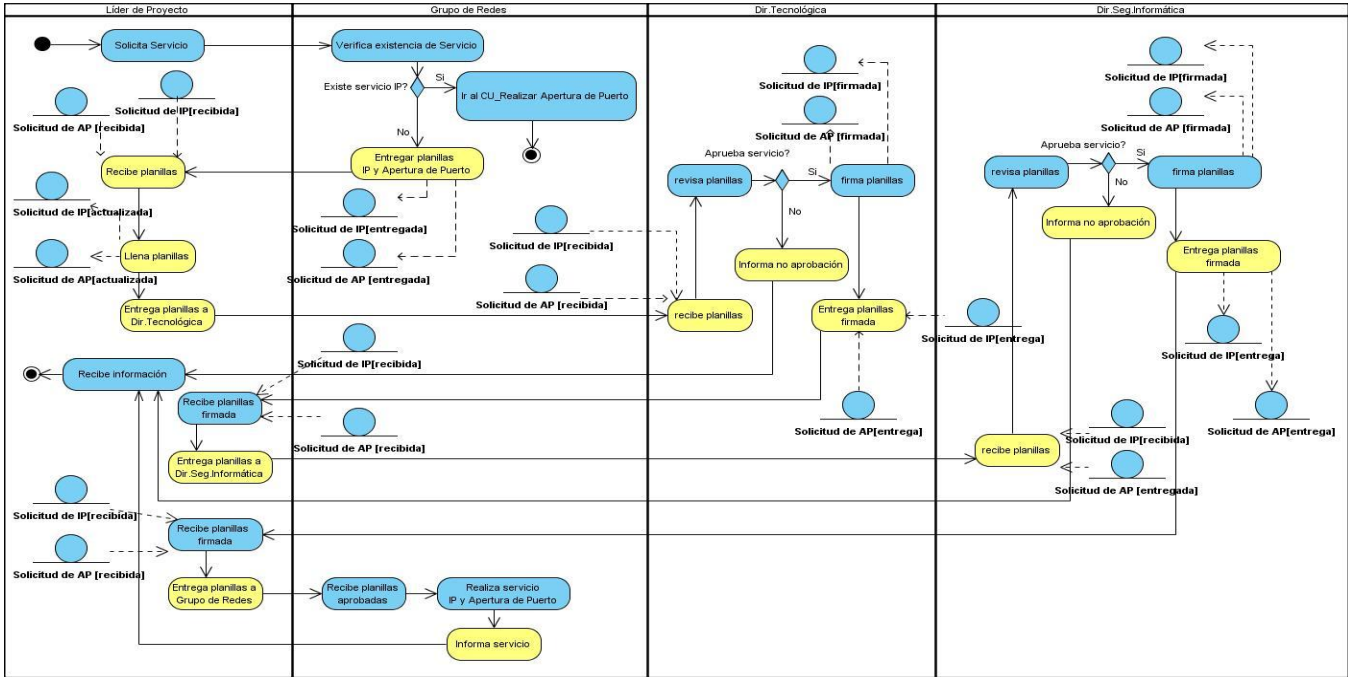 Líder de Proyecto
Grupo de Redes
Dir.Tecnológica
Dir.Seg.Informática
Solicita Servicio
Verifica existencia de Servicio
Existe servicio IP?
Si
Ir al CU_Realizar Apertura de Puerto
No
Solicitud de IP[recibida]
Solicitud de AP [recibida]
Recibe planillas
Entregar planillas
IP y Apertura de Puerto
Solicitud de IP[actualizada]
Llena planillas
Solicitud de AP[actualizada]
Entrega planillas a
Dir.Tecnológica
Solicitud de IP[entregada]
Solicitud de AP [entregada]
Solicitud de IP[firmada]
Solicitud de AP [firmada]
Aprueba servicio?
revisa planillas
Si
firma planillas
No
Solicitud de IP[recibida]
Informa no aprobación
Solicitud de AP [recibida]
recibe planillas
Entrega planillas
firmada
Solicitud de IP[entrega]
Solicitud de AP[entrega]
Solicitud de IP[firmada]
Solicitud de AP [firmada]
Aprueba servicio?
revisa planillas
Si
firma planillas
No
Informa no aprobación
Entrega planillas
firmada
Solicitud de IP[entrega]
Solicitud de AP[entrega]
recibe planillas
Solicitud de IP[recibida]
Solicitud de AP [entregada]
Recibe información
Solicitud de IP[recibida]
Recibe planillas
firmada
Solicitud de AP [recibida]
Entrega planillas a
Dir.Seg.Informática
Solicitud de IP[recibida]
Recibe planillas
firmada
Solicitud de AP [recibida]
Entrega planillas a
Grupo de Redes
Recibe planillas
aprobadas
Realiza servicio
IP y Apertura de Puerto
Informa servicio